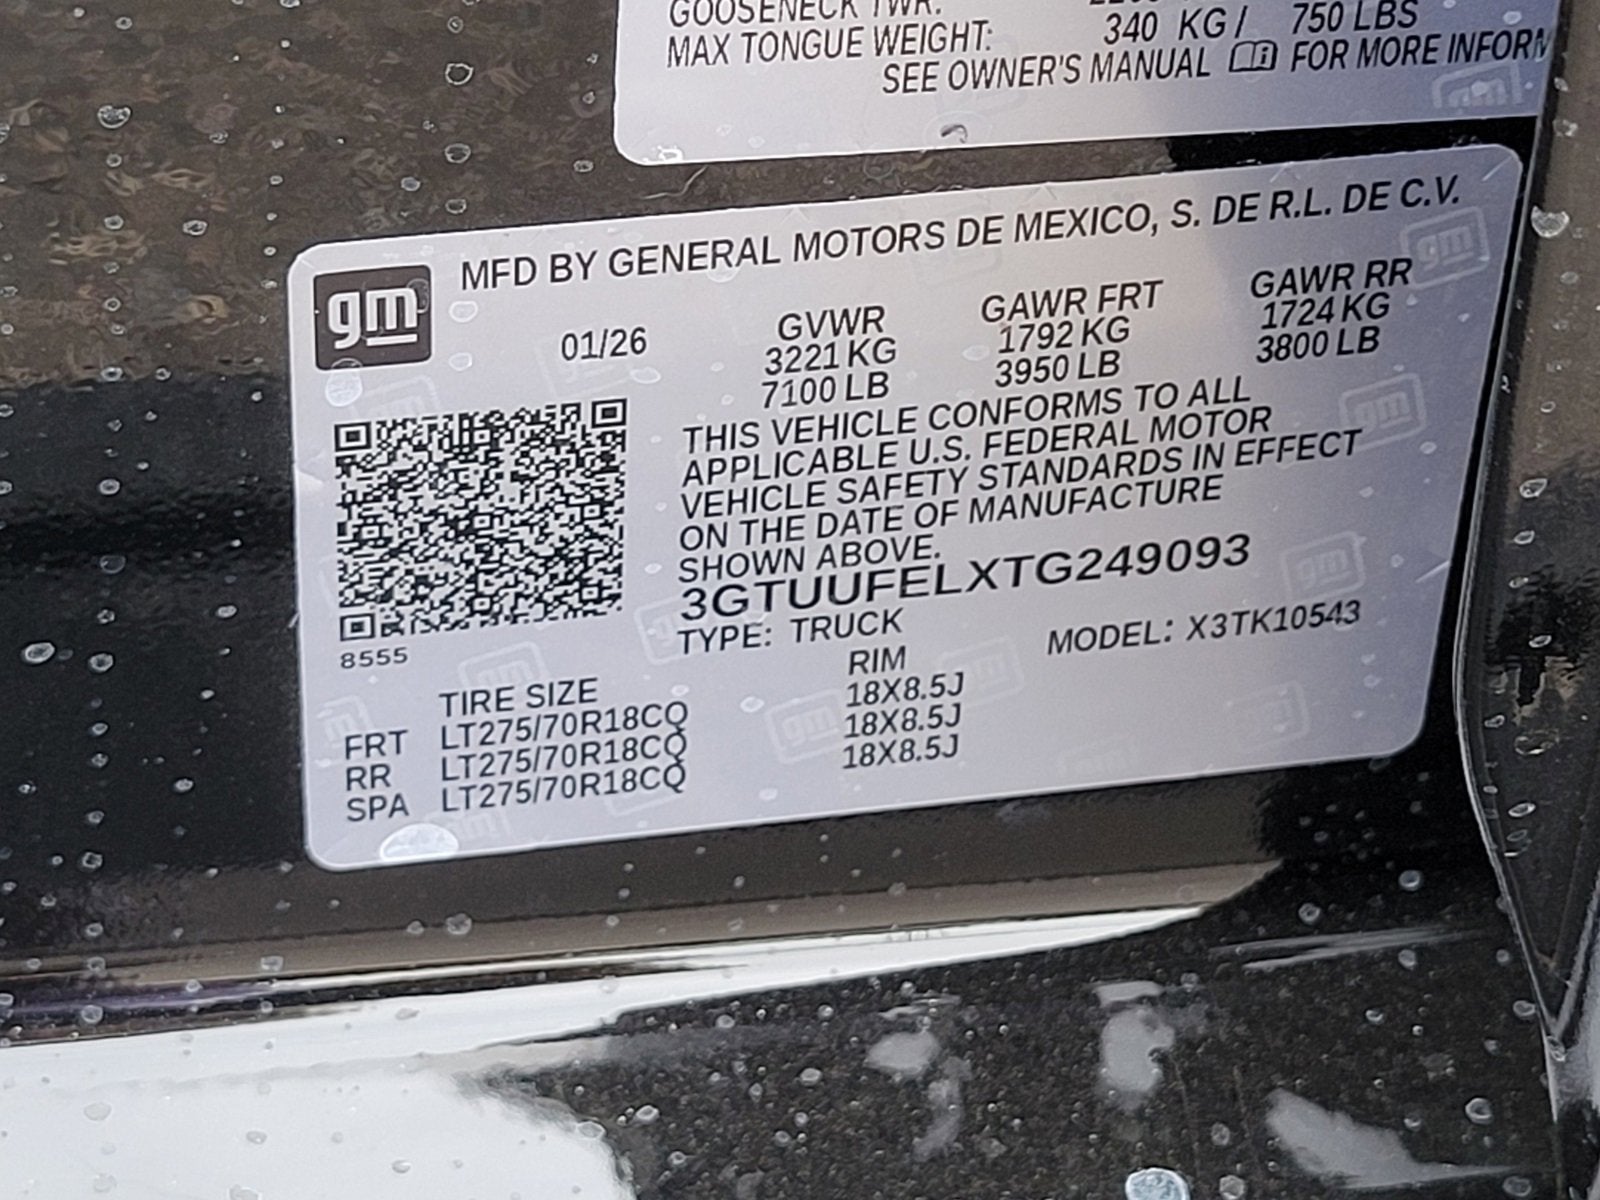 GOOSENECK TWR:
MAX TONGUE WEIGHT: 340 KG / 750 LBS
SEE OWNER'S MANUAL FOR MORE
gm
MFD BY GENERAL MOTORS DE MEXICO, S. DE R.L. DE C.V.
01/26
GVWR GAWR FRT GAWR RR
3221 KG 1792 KG 1724 KG
7100 LB 3950 LB 3800 LB
THIS VEHICLE CONFORMS TO ALL
APPLICABLE U.S. FEDERAL MOTOR
VEHICLE SAFETY STANDARDS IN EFFECT
ON THE DATE OF MANUFACTURE
SHOWN ABOVE.
3GTUUFELXTG249093
TYPE: TRUCK MODEL: X3TK10543
8555
TIRE SIZE RIM
FRT LT275/70R18CQ 18X8.5J
RR LT275/70R18CQ 18X8.5J
SPA LT275/70R18CQ 18X8.5J